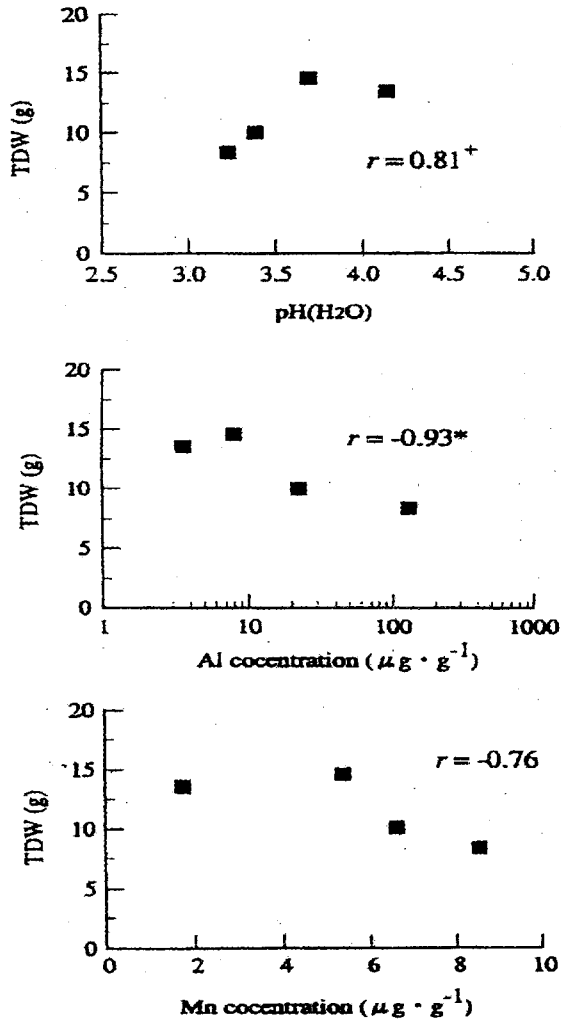 20
15
TDW (g)
10
r = 0.81+
5
0
2.5 3.0 3.5 4.0 4.5 5.0
pH(H2O)
20
15
r = -0.93*
TDW (g)
10
5
0
1 10 100 1000
Al cocentration (μg・g-1)
20
r = -0.76
15
TDW (g)
10
5
0
0 2 4 6 8 10
Mn cocentration (μg・g-1)